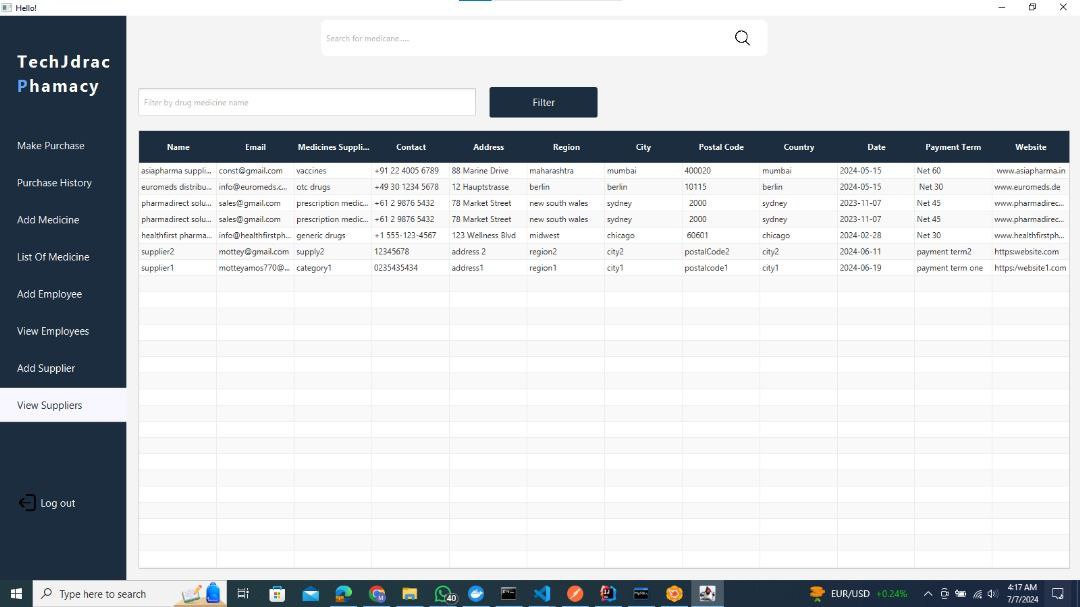 Hello!
TechJdrac
Phamacy
Search for medicane.....
Filter by drug medicine name
Filter
Make Purchase
Purchase History
Add Medicine
List Of Medicine
Add Employee
View Employees
Add Supplier
View Suppliers
Log out
Name Email Medicines Suppli... Contact Address Region City Postal Code Country Date Payment Term Website
asiapharma suppli... const@gmail.com vaccines +91 22 4005 6789 88 Marine Drive maharashtra mumbai 400020 mumbai 2024-05-15 Net 60 www.asiapharma.in
euromeds distribu... info@euromeds.c... otc drugs +49 30 1234 5678 12 Hauptstrasse berlin berlin 10115 berlin 2024-05-15 Net 30 www.euromeds.de
pharmadirect solu... sales@gmail.com prescription medic... +61 2 9876 5432 78 Market Street new south wales sydney 2000 sydney 2023-11-07 Net 45 www.pharmadirec...
pharmadirect solu... sales@gmail.com prescription medic... +61 2 9876 5432 78 Market Street new south wales sydney 2000 sydney 2023-11-07 Net 45 www.pharmadirec...
healthfirst pharma... info@healthfirstph... generic drugs +1 555-123-4567 123 Wellness Blvd midwest chicago 60601 chicago 2024-02-28 Net 30 www.healthfirstph...
supplier2 mottey@gmail.com supply2 12345678 address 2 region2 city2 postalCode2 city2 2024-06-11 payment term2 https:website.com
supplier1 motteyamos770@... category1 0235435434 address1 region1 city1 postalcode1 city1 2024-06-19 payment term one https:/website1.com
Type here to search
40
EUR/USD +0.24%
4:17 AM
7/7/2024